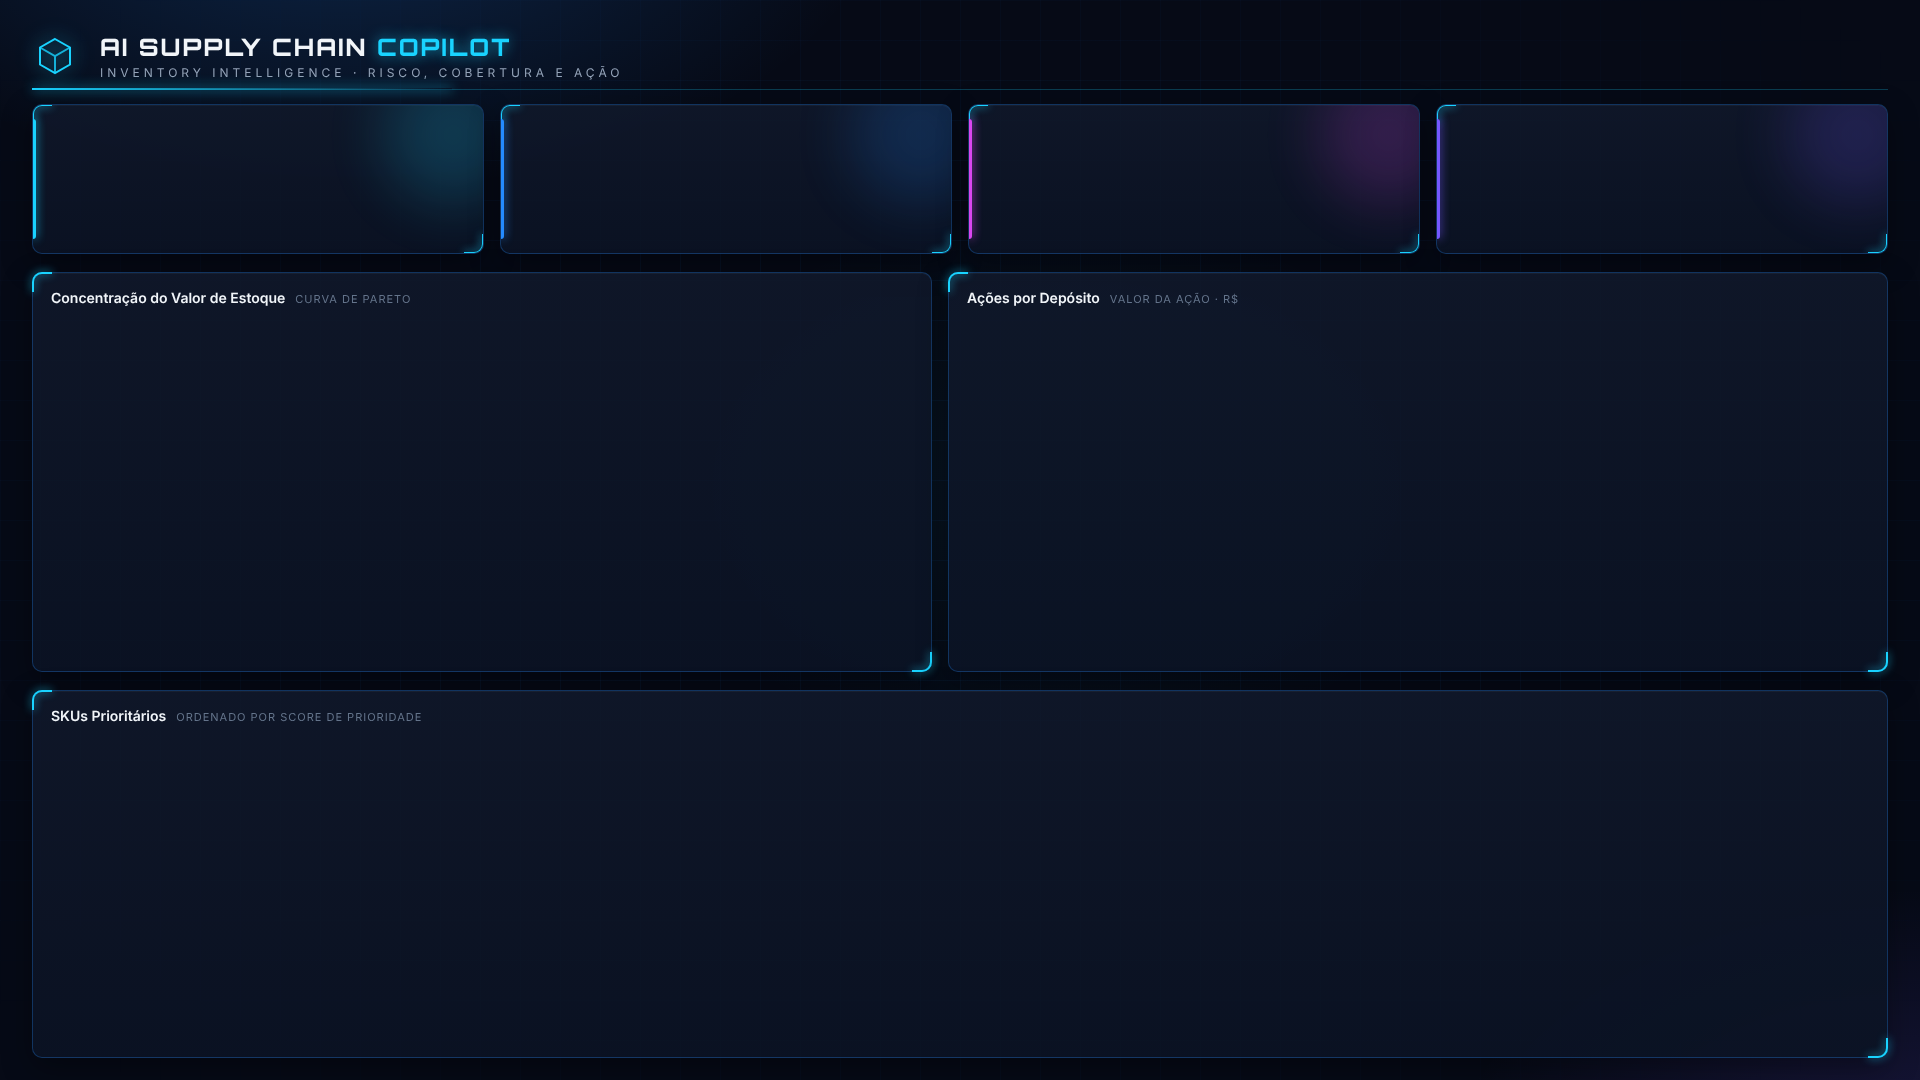 AI SUPPLY CHAIN COPILOT
INVENTORY INTELLIGENCE · RISCO, COBERTURA E AÇÃO
Concentração do Valor de Estoque CURVA DE PARETO
Ações por Depósito VALOR DA AÇÃO · R$
SKUs Prioritários ORDENADO POR SCORE DE PRIORIDADE